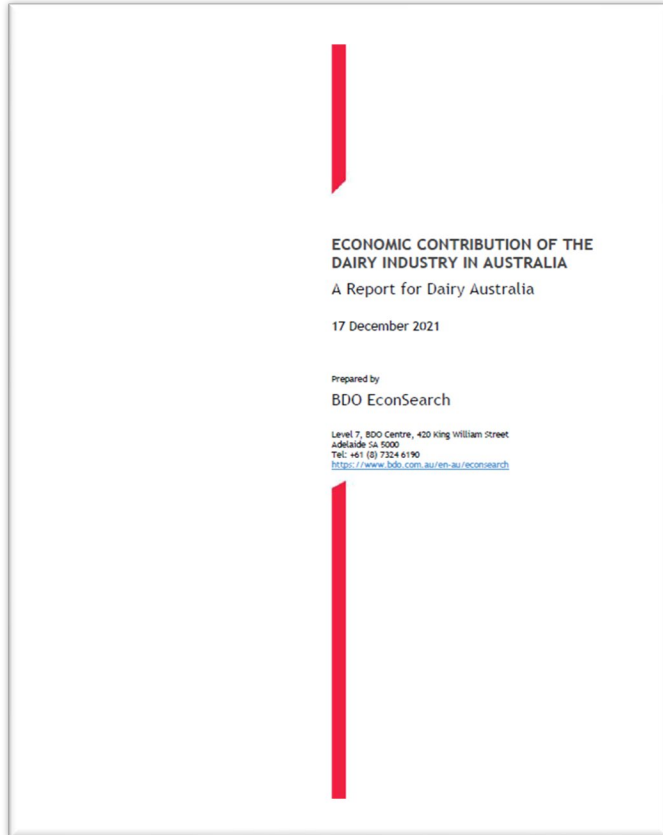 ECONOMIC CONTRIBUTION OF THE
DAIRY INDUSTRY IN AUSTRALIA
A Report for Dairy Australia
17 December 2021
Prepared by
BDO EconSearch
Level 7, BDO Centre, 420 King William Street
Adelaide SA 5000
Tel: +61 (8) 7324 6190
https://www.bdo.com.au/en-au/econsearch